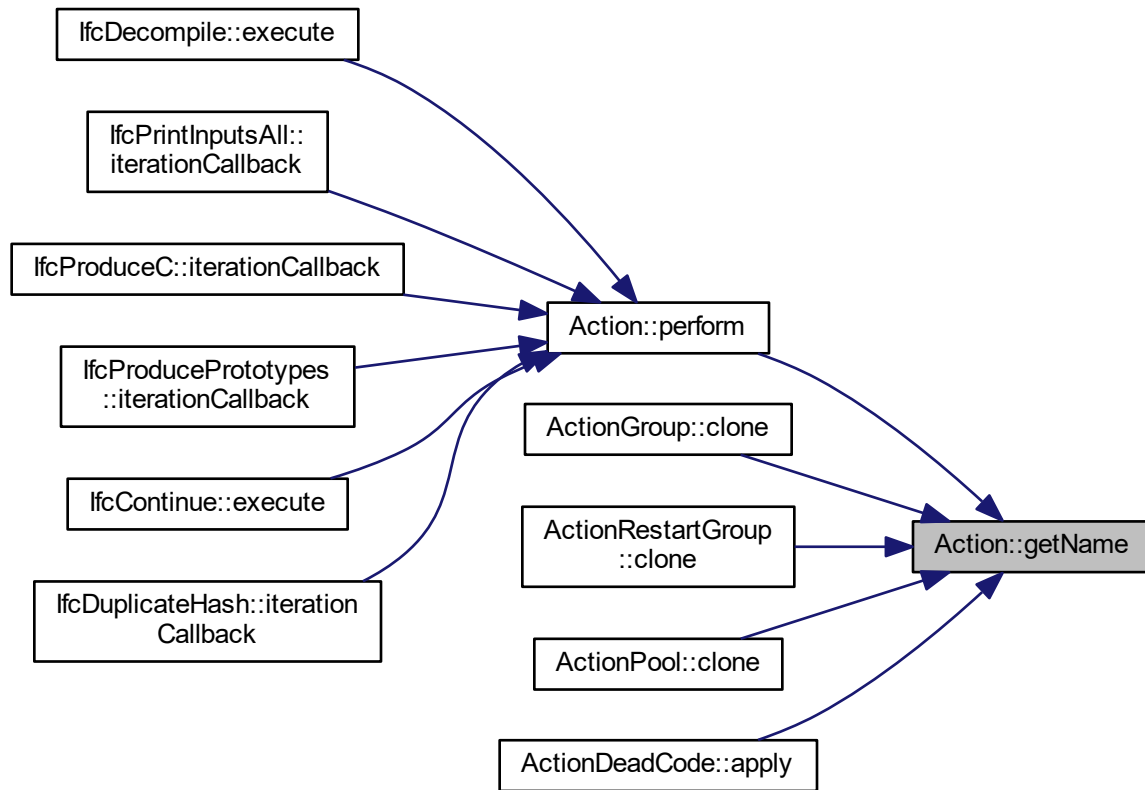 IfcDecompile::execute
IfcPrintInputsAll::
iterationCallback
IfcProduceC::iterationCallback
IfcProducePrototypes
::iterationCallback
IfcContinue::execute
IfcDuplicateHash::iteration
Callback
Action::perform
ActionGroup::clone
ActionRestartGroup
::clone
ActionPool::clone
ActionDeadCode::apply
Action::getName